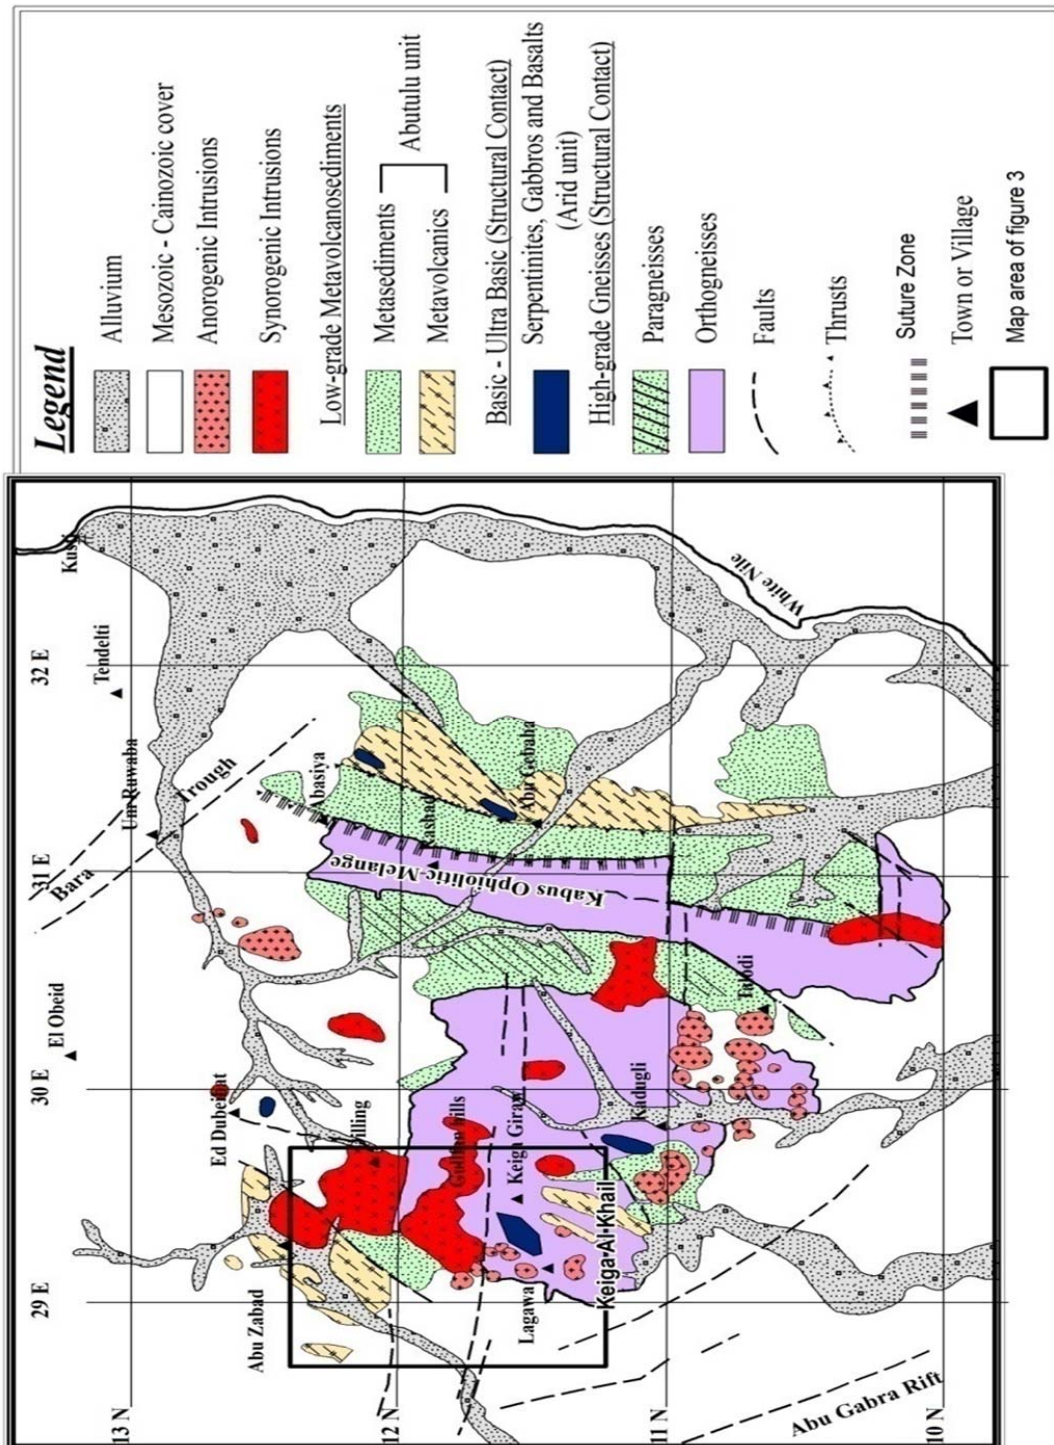 Legend
Alluvium
Mesozoic - Cainozoic cover
Anorogenic Intrusions
Synorogenic Intrusions
Low-grade Metavolcanosediments
Metasediments
Abutulu unit
Metavolcanics
Basic - Ultra Basic (Structural Contact)
Serpentinites, Gabbros and Basalts
(Arid unit)
High-grade Gneisses (Structural Contact)
Paragneisses
Orthogneisses
Faults
Thrusts
Suture Zone
Town or Village
Map area of figure 3
29 E
30 E
31 E
32 E
13 N
12 N
11 N
10 N
Tendelti
Um Ruwaba
Bara
Trough
El Obeid
Ed Dubeibat
Abu Zabad
Abasiya
Abu Gebaha
Kabus Ophiolitic Melange
White Nile
Talodi
Kadugli
Keiga Giran
Lagawa
Keiga Al Khail
Abu Gabra Rift